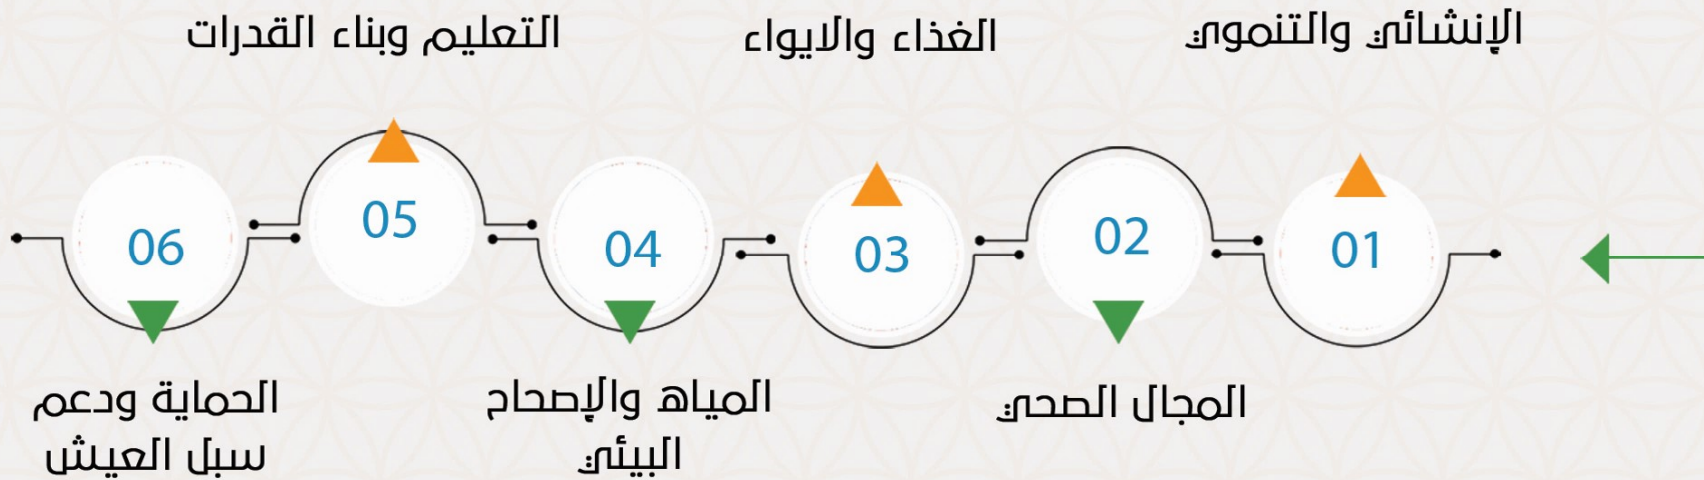 الإنشائي والتنموي
01
02
المجال الصحي
الغذاء والايواء
03
04
المياه والإصحاح
البيئي
التعليم وبناء القدرات
05
06
الحماية ودعم
سبل العيش